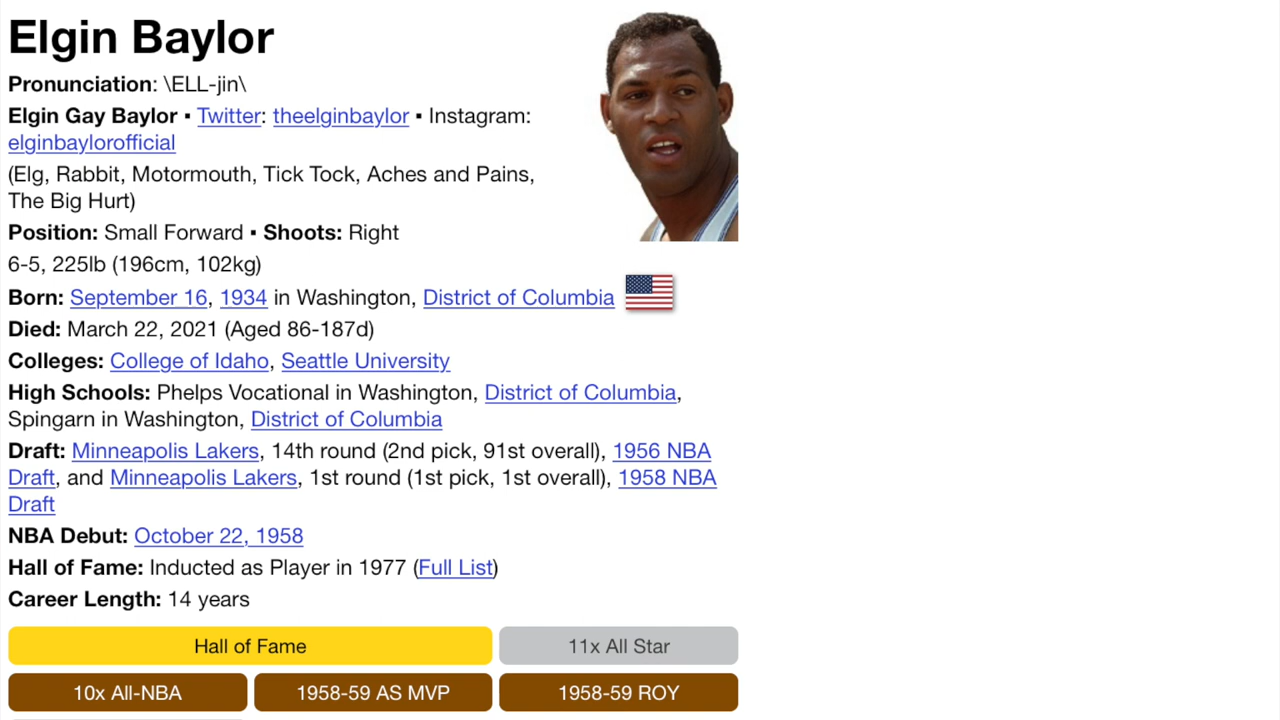 Elgin Baylor
Pronunciation: \ELL-jin\
Elgin Gay Baylor ▪ Twitter: theelginbaylor ▪ Instagram:
elginbaylorofficial
(Elg, Rabbit, Motormouth, Tick Tock, Aches and Pains,
The Big Hurt)
Position: Small Forward ▪ Shoots: Right
6-5, 225lb (196cm, 102kg)
Born: September 16, 1934 in Washington, District of Columbia
Died: March 22, 2021 (Aged 86-187d)
Colleges: College of Idaho, Seattle University
High Schools: Phelps Vocational in Washington, District of Columbia,
Spingarn in Washington, District of Columbia
Draft: Minneapolis Lakers, 14th round (2nd pick, 91st overall), 1956 NBA
Draft, and Minneapolis Lakers, 1st round (1st pick, 1st overall), 1958 NBA
Draft
NBA Debut: October 22, 1958
Hall of Fame: Inducted as Player in 1977 (Full List)
Career Length: 14 years
Hall of Fame 11x All Star
10x All-NBA 1958-59 AS MVP 1958-59 ROY